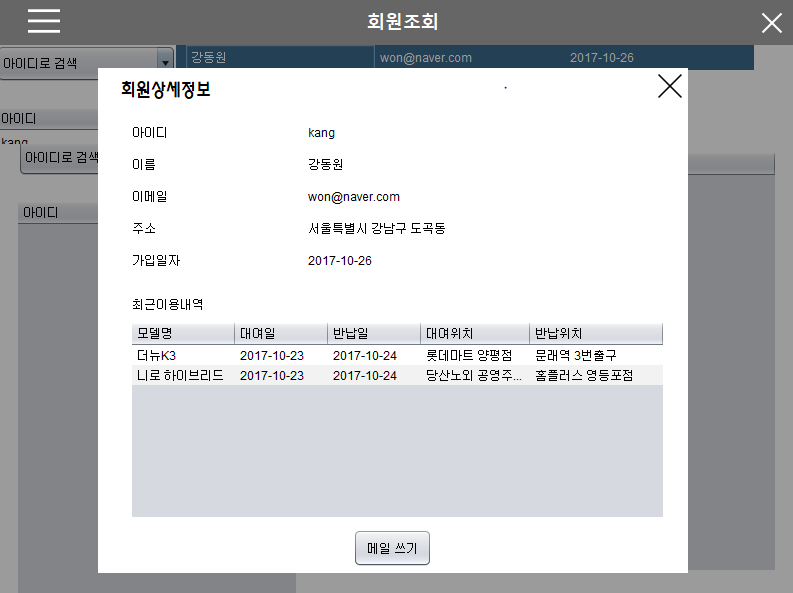 회원조회
아이디로 검색
강동원 won@naver.com 2017-10-26
회원상세정보
아이디
kang
아이디로 검색
아이디
아이디 kang
이름 강동원
이메일 won@naver.com
주소 서울특별시 강남구 도곡동
가입일자 2017-10-26
최근이용내역
모델명 대여일 반납일 대여위치 반납위치
더뉴K3 2017-10-23 2017-10-24 롯데마트 양평점 문래역 3번출구
니로 하이브리드 2017-10-23 2017-10-24 당산노외 공영주... 홈플러스 영등포점
메일 쓰기